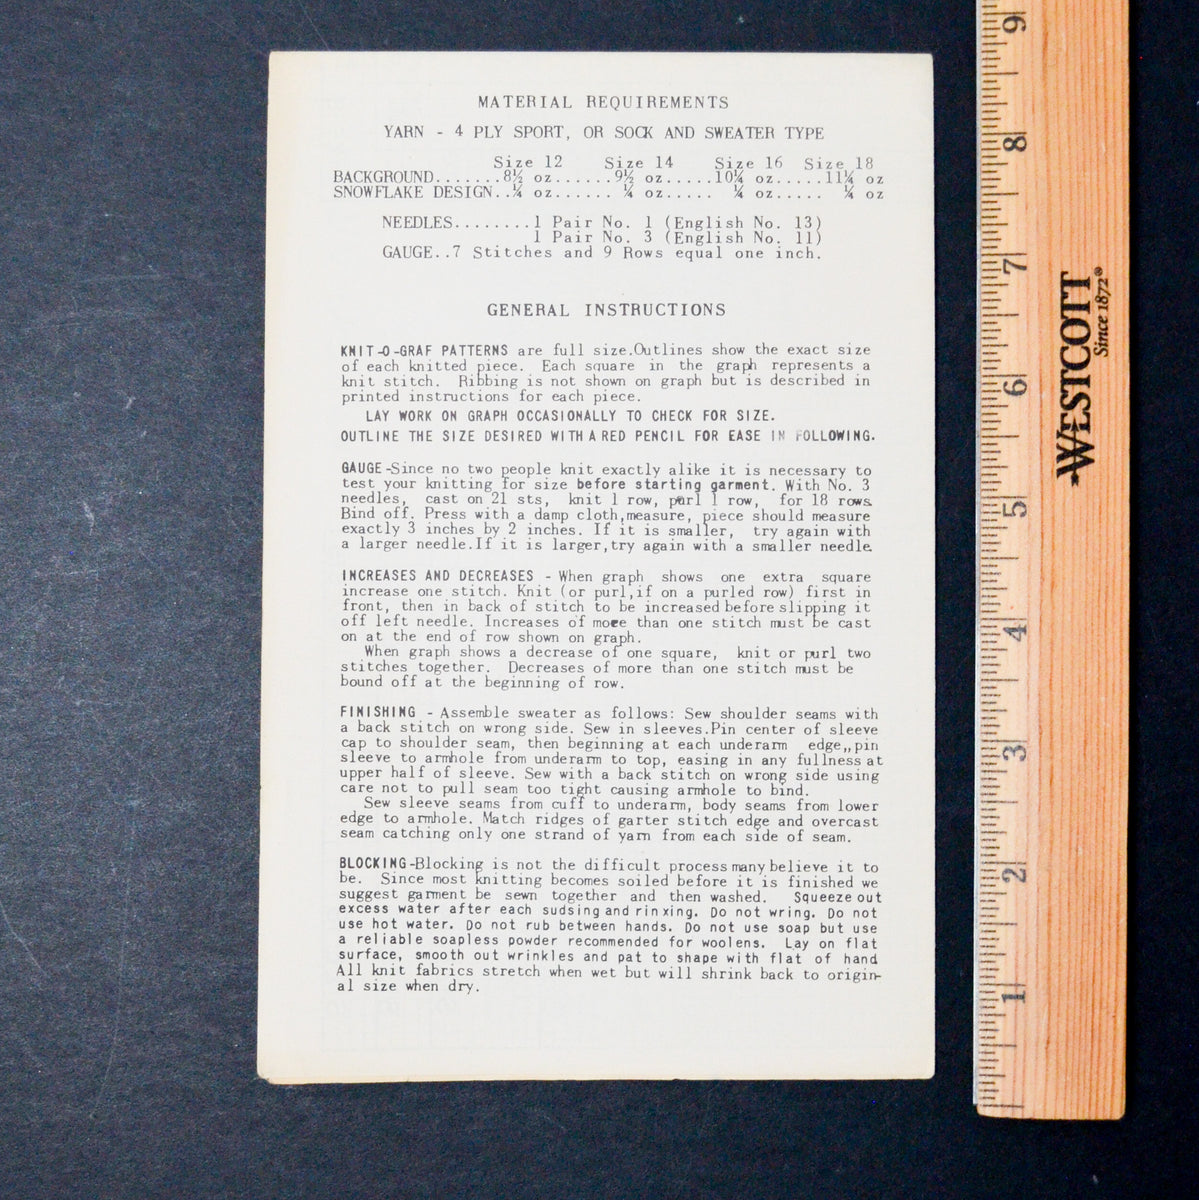 MATERIAL REQUIREMENTS
YARN - 4 PLY SPORT, OR SOCK AND SWEATER TYPE
Size 12 Size 14 Size 16 Size 18
BACKGROUND.......8½ oz......9½ oz.....10¼ oz.....11¼ oz
SNOWFLAKE DESIGN..¼ oz...... ¼ oz..... ¼ oz..... ¼ oz
NEEDLES........1 Pair No. 1 (English No. 13)
1 Pair No. 3 (English No. 11)
GAUGE..7 Stitches and 9 Rows equal one inch.
GENERAL INSTRUCTIONS
KNIT-O-GRAF PATTERNS are full size.Outlines show the exact size
of each knitted piece. Each square in the graph represents a
knit stitch. Ribbing is not shown on graph but is described in
printed instructions for each piece.
LAY WORK ON GRAPH OCCASIONALLY TO CHECK FOR SIZE.
OUTLINE THE SIZE DESIRED WITH A RED PENCIL FOR EASE IN FOLLOWING.
GAUGE-Since no two people knit exactly alike it is necessary to
test your knitting for size before starting garment. With No. 3
needles, cast on 21 sts, knit 1 row, purl 1 row, for 18 rows.
Bind off. Press with a damp cloth,measure, piece should measure
exactly 3 inches by 2 inches. If it is smaller, try again with
a larger needle.If it is larger,try again with a smaller needle.
INCREASES AND DECREASES - When graph shows one extra square
increase one stitch. Knit (or purl,if on a purled row) first in
front, then in back of stitch to be increased before slipping it
off left needle. Increases of more than one stitch must be cast
on at the end of row shown on graph.
When graph shows a decrease of one square, knit or purl two
stitches together. Decreases of more than one stitch must be
bound off at the beginning of row.
FINISHING - Assemble sweater as follows: Sew shoulder seams with
a back stitch on wrong side. Sew in sleeves.Pin center of sleeve
cap to shoulder seam, then beginning at each underarm edge,,pin
sleeve to armhole from underarm to top, easing in any fullness at
upper half of sleeve. Sew with a back stitch on wrong side using
care not to pull seam too tight causing armhole to bind.
Sew sleeve seams from cuff to underarm, body seams from lower
edge to armhole. Match ridges of garter stitch edge and overcast
seam catching only one strand of yarn from each side of seam.
BLOCKING-Blocking is not the difficult process many believe it to
be. Since most knitting becomes soiled before it is finished we
suggest garment be sewn together and then washed. Squeeze out
excess water after each sudsing and rinxing. Do not wring. Do not
use hot water. Do not rub between hands. Do not use soap but use
a reliable soapless powder recommended for woolens. Lay on flat
surface, smooth out wrinkles and pat to shape with flat of hand
All knit fabrics stretch when wet but will shrink back to origin-
al size when dry.
9
8
7
6
5
4
3
2
1
WESTCOTT
Since 1872®